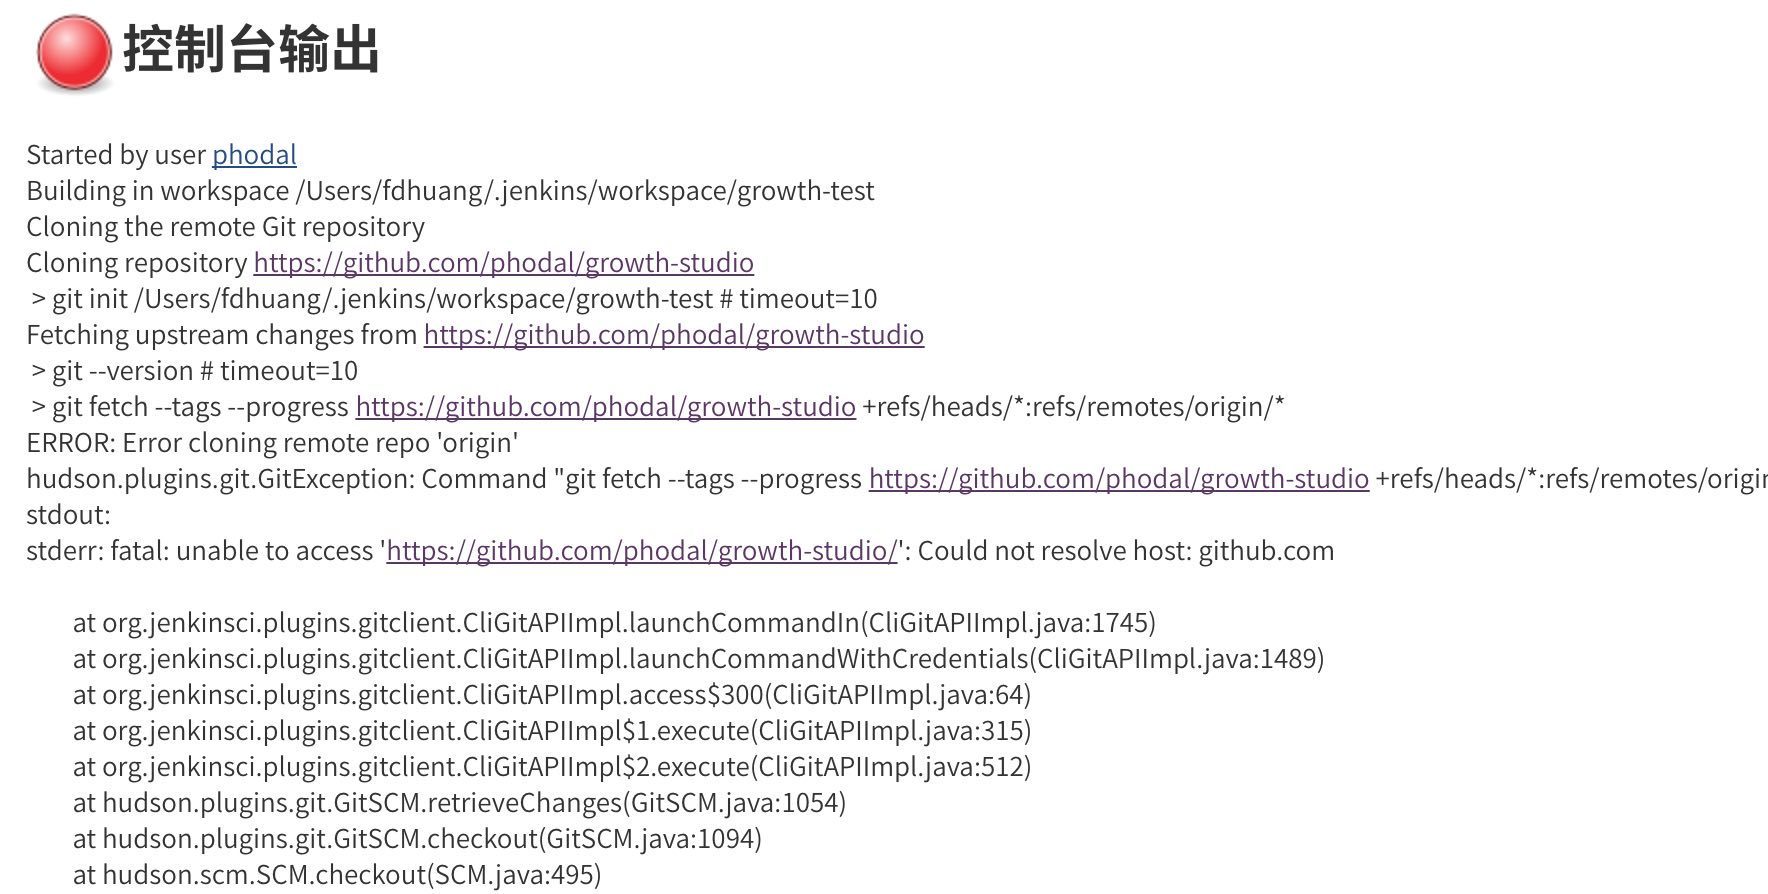 控制台输出
Started by user phodal
Building in workspace /Users/fdhuang/.jenkins/workspace/growth-test
Cloning the remote Git repository
Cloning repository https://github.com/phodal/growth-studio
> git init /Users/fdhuang/.jenkins/workspace/growth-test # timeout=10
Fetching upstream changes from https://github.com/phodal/growth-studio
> git --version # timeout=10
> git fetch --tags --progress https://github.com/phodal/growth-studio +refs/heads/*:refs/remotes/origin/*
ERROR: Error cloning remote repo 'origin'
hudson.plugins.git.GitException: Command "git fetch --tags --progress https://github.com/phodal/growth-studio +refs/heads/*:refs/remotes/origin
stdout:
stderr: fatal: unable to access 'https://github.com/phodal/growth-studio/': Could not resolve host: github.com
at org.jenkinsci.plugins.gitclient.CliGitAPIImpl.launchCommandIn(CliGitAPIImpl.java:1745)
at org.jenkinsci.plugins.gitclient.CliGitAPIImpl.launchCommandWithCredentials(CliGitAPIImpl.java:1489)
at org.jenkinsci.plugins.gitclient.CliGitAPIImpl.access$300(CliGitAPIImpl.java:64)
at org.jenkinsci.plugins.gitclient.CliGitAPIImpl$1.execute(CliGitAPIImpl.java:315)
at org.jenkinsci.plugins.gitclient.CliGitAPIImpl$2.execute(CliGitAPIImpl.java:512)
at hudson.plugins.git.GitSCM.retrieveChanges(GitSCM.java:1054)
at hudson.plugins.git.GitSCM.checkout(GitSCM.java:1094)
at hudson.scm.SCM.checkout(SCM.java:495)